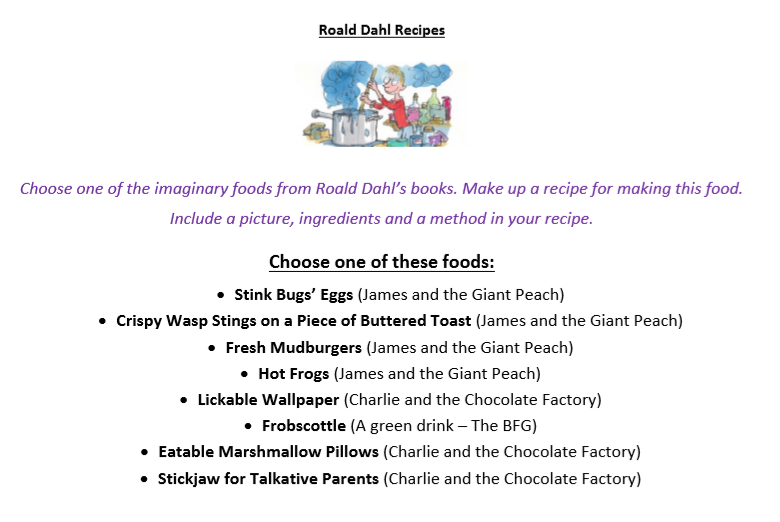 Roald Dahl Recipes
Choose one of the imaginary foods from Roald Dahl’s books. Make up a recipe for making this food.
Include a picture, ingredients and a method in your recipe.
Choose one of these foods:
• Stink Bugs’ Eggs (James and the Giant Peach)
• Crispy Wasp Stings on a Piece of Buttered Toast (James and the Giant Peach)
• Fresh Mudburgers (James and the Giant Peach)
• Hot Frogs (James and the Giant Peach)
• Lickable Wallpaper (Charlie and the Chocolate Factory)
• Frobscottle (A green drink – The BFG)
• Eatable Marshmallow Pillows (Charlie and the Chocolate Factory)
• Stickjaw for Talkative Parents (Charlie and the Chocolate Factory)